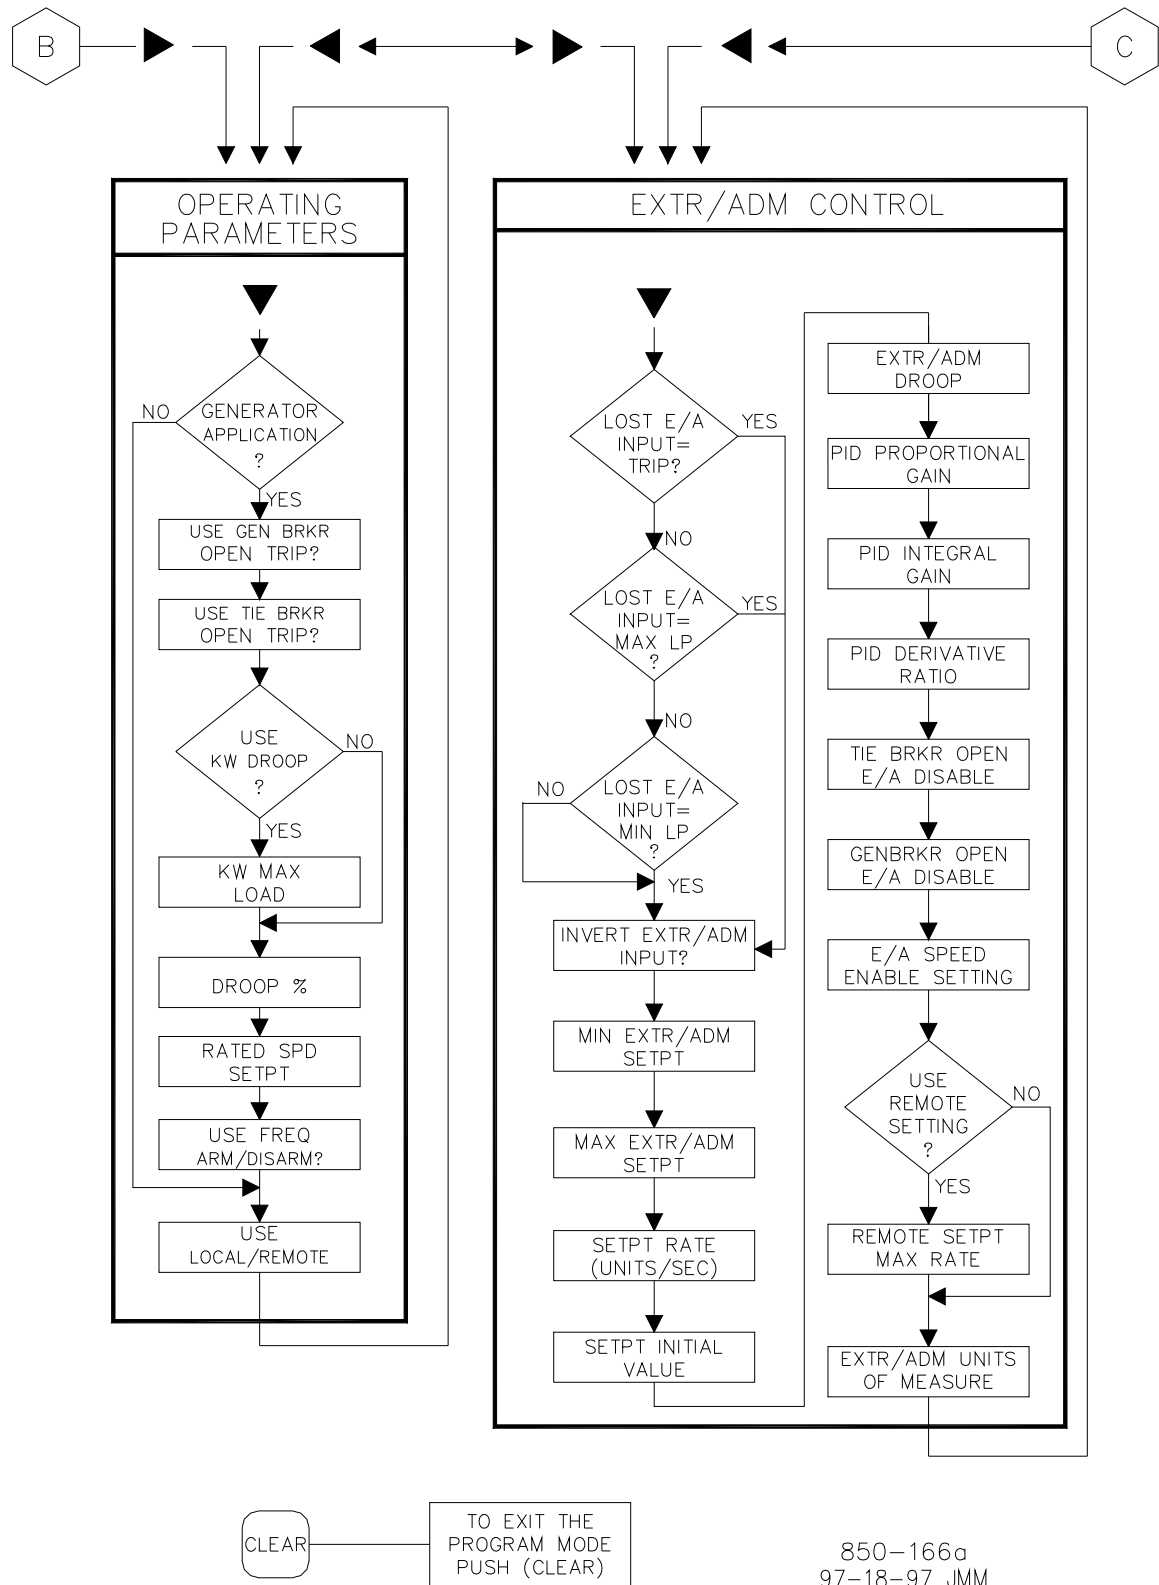 B
C
OPERATING
PARAMETERS
GENERATOR
APPLICATION
?
NO
YES
USE GEN BRKR
OPEN TRIP?
USE TIE BRKR
OPEN TRIP?
USE
KW DROOP
?
NO
YES
KW MAX
LOAD
DROOP %
RATED SPD
SETPT
USE FREQ
ARM/DISARM?
USE
LOCAL/REMOTE
EXTR/ADM CONTROL
LOST E/A
INPUT=
TRIP?
YES
NO
LOST E/A
INPUT=
MAX LP
?
YES
NO
LOST E/A
INPUT=
MIN LP
?
NO
YES
INVERT EXTR/ADM
INPUT?
MIN EXTR/ADM
SETPT
MAX EXTR/ADM
SETPT
SETPT RATE
(UNITS/SEC)
SETPT INITIAL
VALUE
EXTR/ADM
DROOP
PID PROPORTIONAL
GAIN
PID INTEGRAL
GAIN
PID DERIVATIVE
RATIO
TIE BRKR OPEN
E/A DISABLE
GENBRKR OPEN
E/A DISABLE
E/A SPEED
ENABLE SETTING
USE
REMOTE
SETTING
?
NO
YES
REMOTE SETPT
MAX RATE
EXTR/ADM UNITS
OF MEASURE
CLEAR
TO EXIT THE
PROGRAM MODE
PUSH (CLEAR)
850-166a
97-18-97 JMM